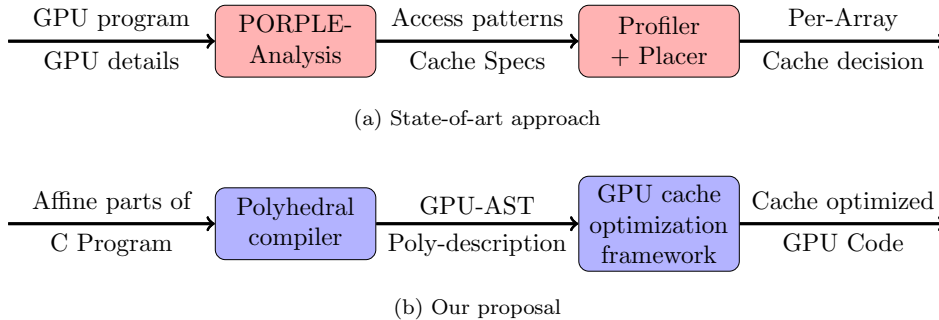 GPU program
GPU details
PORPLE-
Analysis
Access patterns
Cache Specs
Profiler
+ Placer
Per-Array
Cache decision
(a) State-of-art approach
Affine parts of
C Program
Polyhedral
compiler
GPU-AST
Poly-description
GPU cache
optimization
framework
Cache optimized
GPU Code
(b) Our proposal